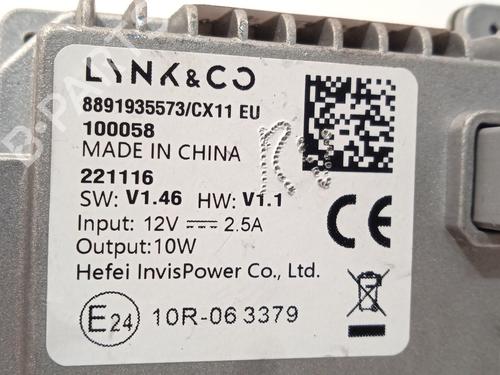 LYNK & CO
8891935573/CX11 EU
100058
MADE IN CHINA
221116
SW: V1.46 HW: V1.1
Input: 12V 2.5A
Output:10W
Hefei InvisPower Co., Ltd.
E24 10R-06 3379
CE